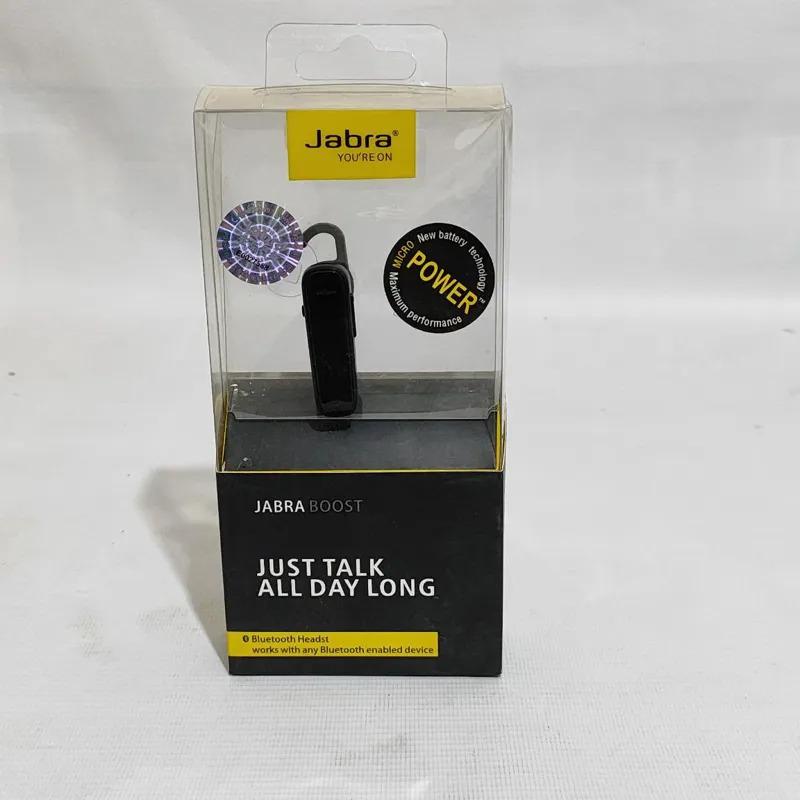 Jabra®
YOU'RE ON
New battery technology
MICRO
POWER™
Maximum performance
JABRA BOOST
JUST TALK
ALL DAY LONG
Bluetooth Headst
works with any Bluetooth enabled device